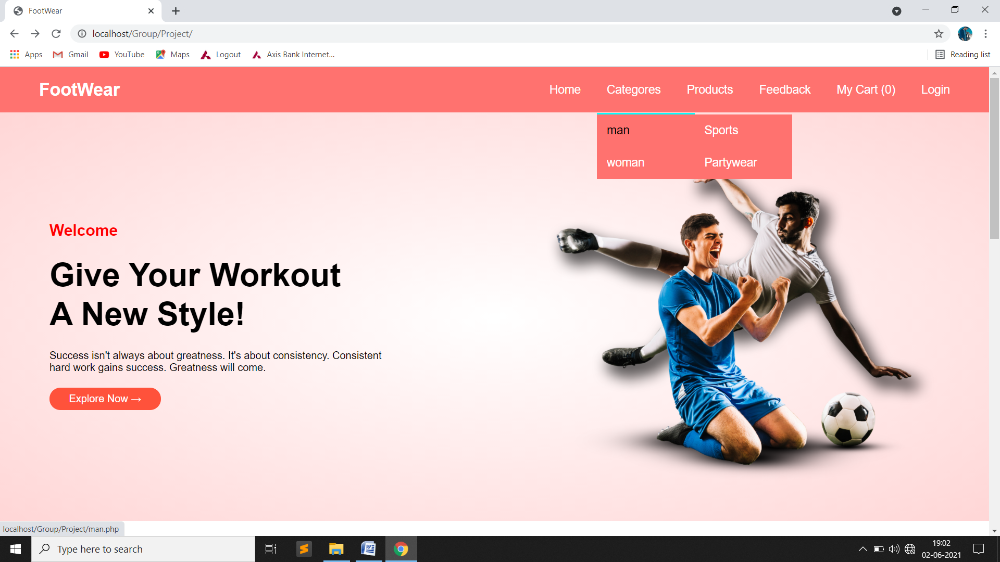 FootWear
localhost/Group/Project/
Apps Gmail YouTube Maps Logout Axis Bank Internet... Reading list
FootWear Home Categores Products Feedback My Cart (0) Login
man Sports
woman Partywear
Welcome
Give Your Workout
A New Style!
Success isn't always about greatness. It's about consistency. Consistent
hard work gains success. Greatness will come.
Explore Now →
localhost/Group/Project/man.php
Type here to search
19:02
02-06-2021